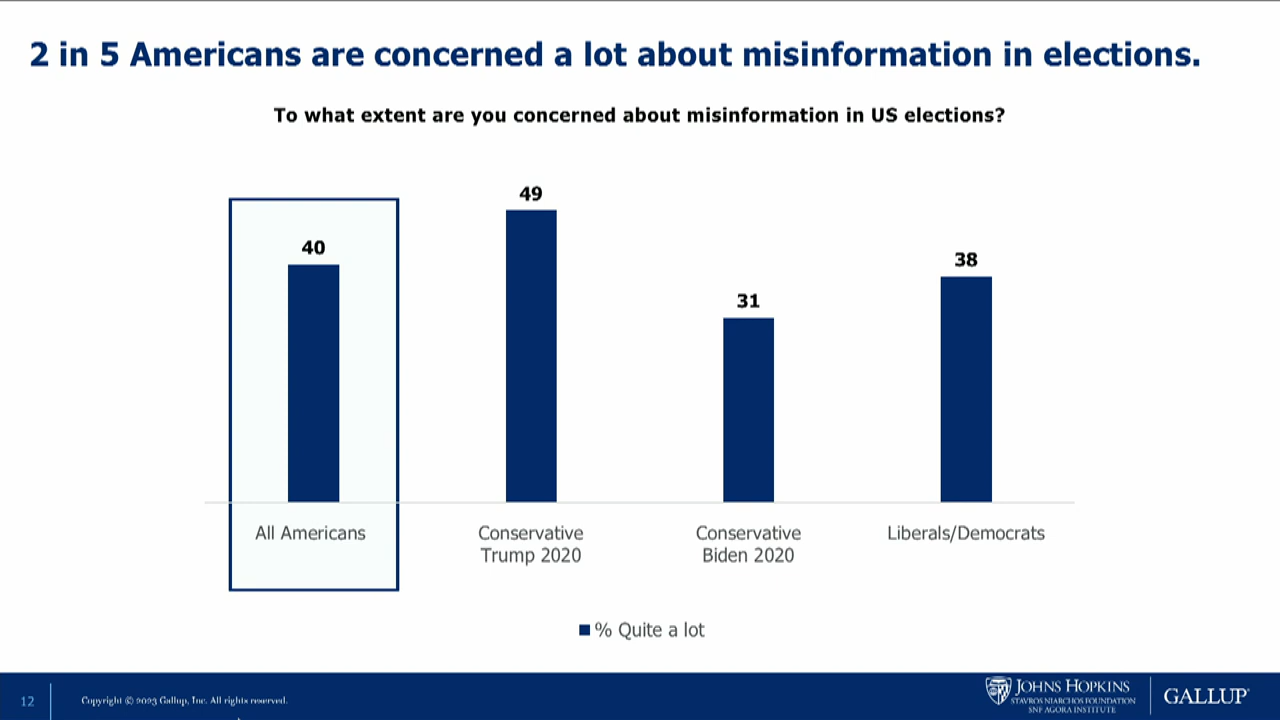 2 in 5 Americans are concerned a lot about misinformation in elections.
To what extent are you concerned about misinformation in US elections?
40
49
31
38
All Americans
Conservative
Trump 2020
Conservative
Biden 2020
Liberals/Democrats
% Quite a lot
12
Copyright © 2023 Gallup, Inc. All rights reserved.
JOHNS HOPKINS
STAVROS NIARCHOS FOUNDATION
SNF AGORA INSTITUTE
GALLUP®